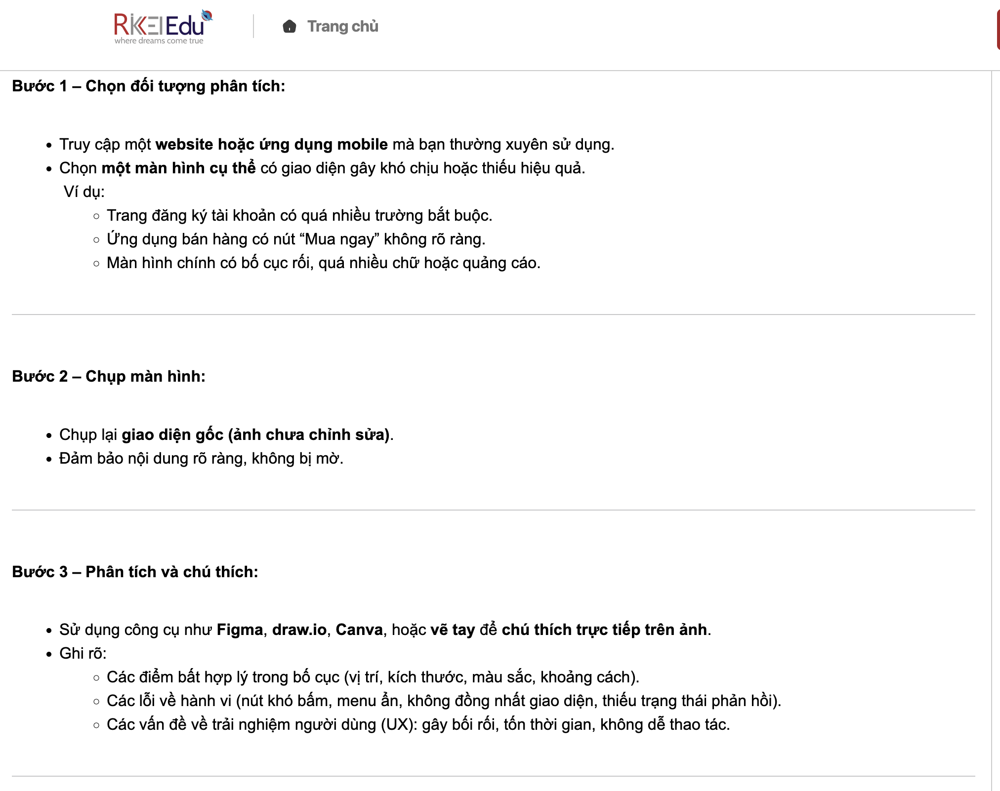 RIKKEI Edu
where dreams come true
Trang chủ
Bước 1 – Chọn đối tượng phân tích:
Truy cập một website hoặc ứng dụng mobile mà bạn thường xuyên sử dụng.
Chọn một màn hình cụ thể có giao diện gây khó chịu hoặc thiếu hiệu quả.
Ví dụ:
Trang đăng ký tài khoản có quá nhiều trường bắt buộc.
Ứng dụng bán hàng có nút “Mua ngay” không rõ ràng.
Màn hình chính có bố cục rối, quá nhiều chữ hoặc quảng cáo.
Bước 2 – Chụp màn hình:
Chụp lại giao diện gốc (ảnh chưa chỉnh sửa).
Đảm bảo nội dung rõ ràng, không bị mờ.
Bước 3 – Phân tích và chú thích:
Sử dụng công cụ như Figma, draw.io, Canva, hoặc vẽ tay để chú thích trực tiếp trên ảnh.
Ghi rõ:
Các điểm bất hợp lý trong bố cục (vị trí, kích thước, màu sắc, khoảng cách).
Các lỗi về hành vi (nút khó bấm, menu ẩn, không đồng nhất giao diện, thiếu trạng thái phản hồi).
Các vấn đề về trải nghiệm người dùng (UX): gây bối rối, tốn thời gian, không dễ thao tác.